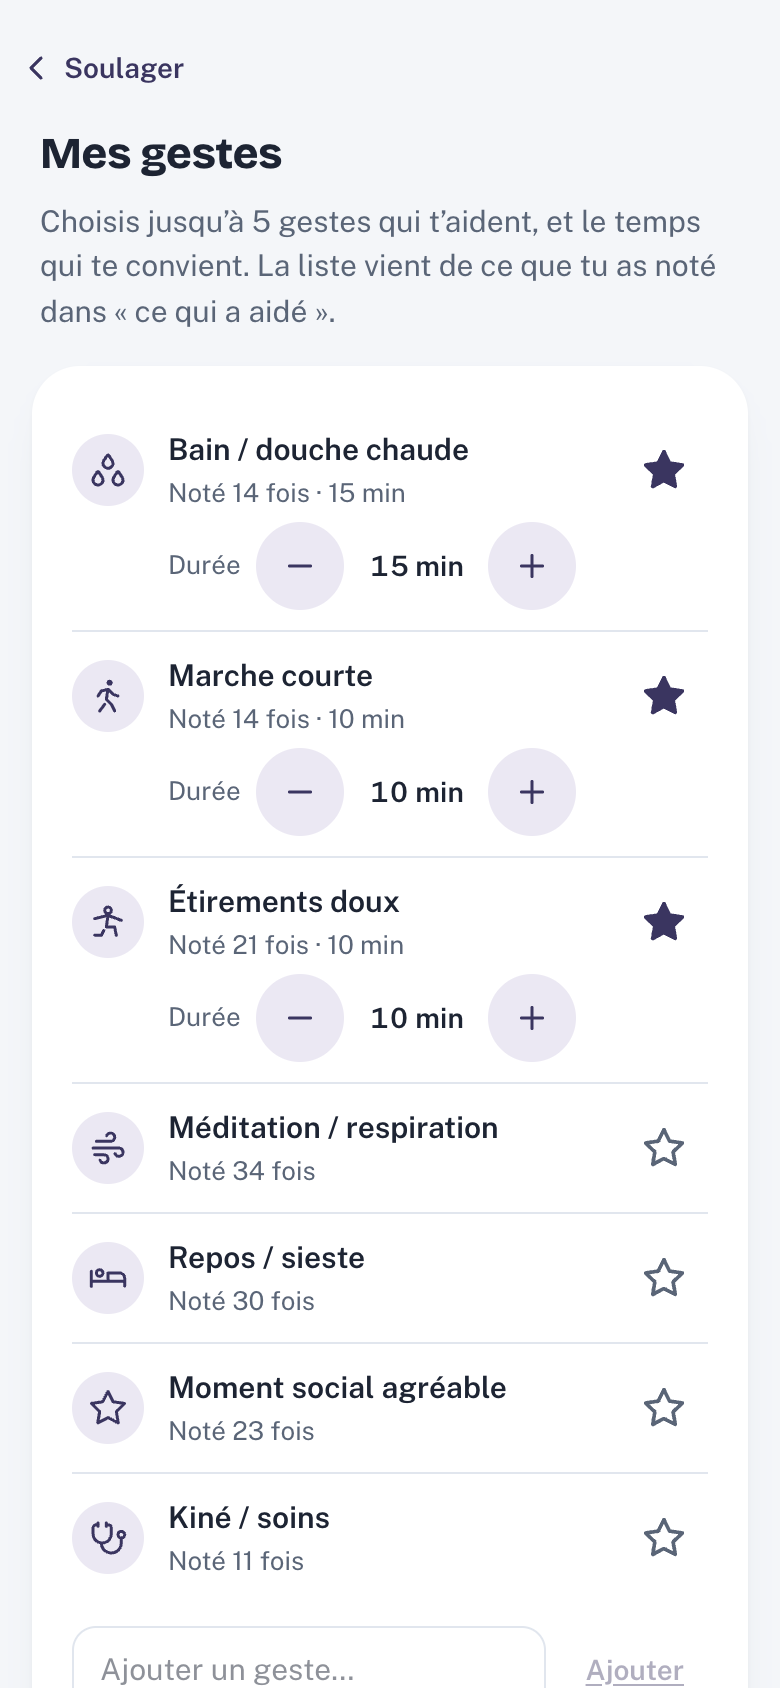 Soulager
Mes gestes
Choisis jusqu’à 5 gestes qui t’aident, et le temps
qui te convient. La liste vient de ce que tu as noté
dans « ce qui a aidé ».
Bain / douche chaude
Noté 14 fois · 15 min
Durée − 15 min +
Marche courte
Noté 14 fois · 10 min
Durée − 10 min +
Étirements doux
Noté 21 fois · 10 min
Durée − 10 min +
Méditation / respiration
Noté 34 fois
Repos / sieste
Noté 30 fois
Moment social agréable
Noté 23 fois
Kiné / soins
Noté 11 fois
Ajouter un geste... Ajouter